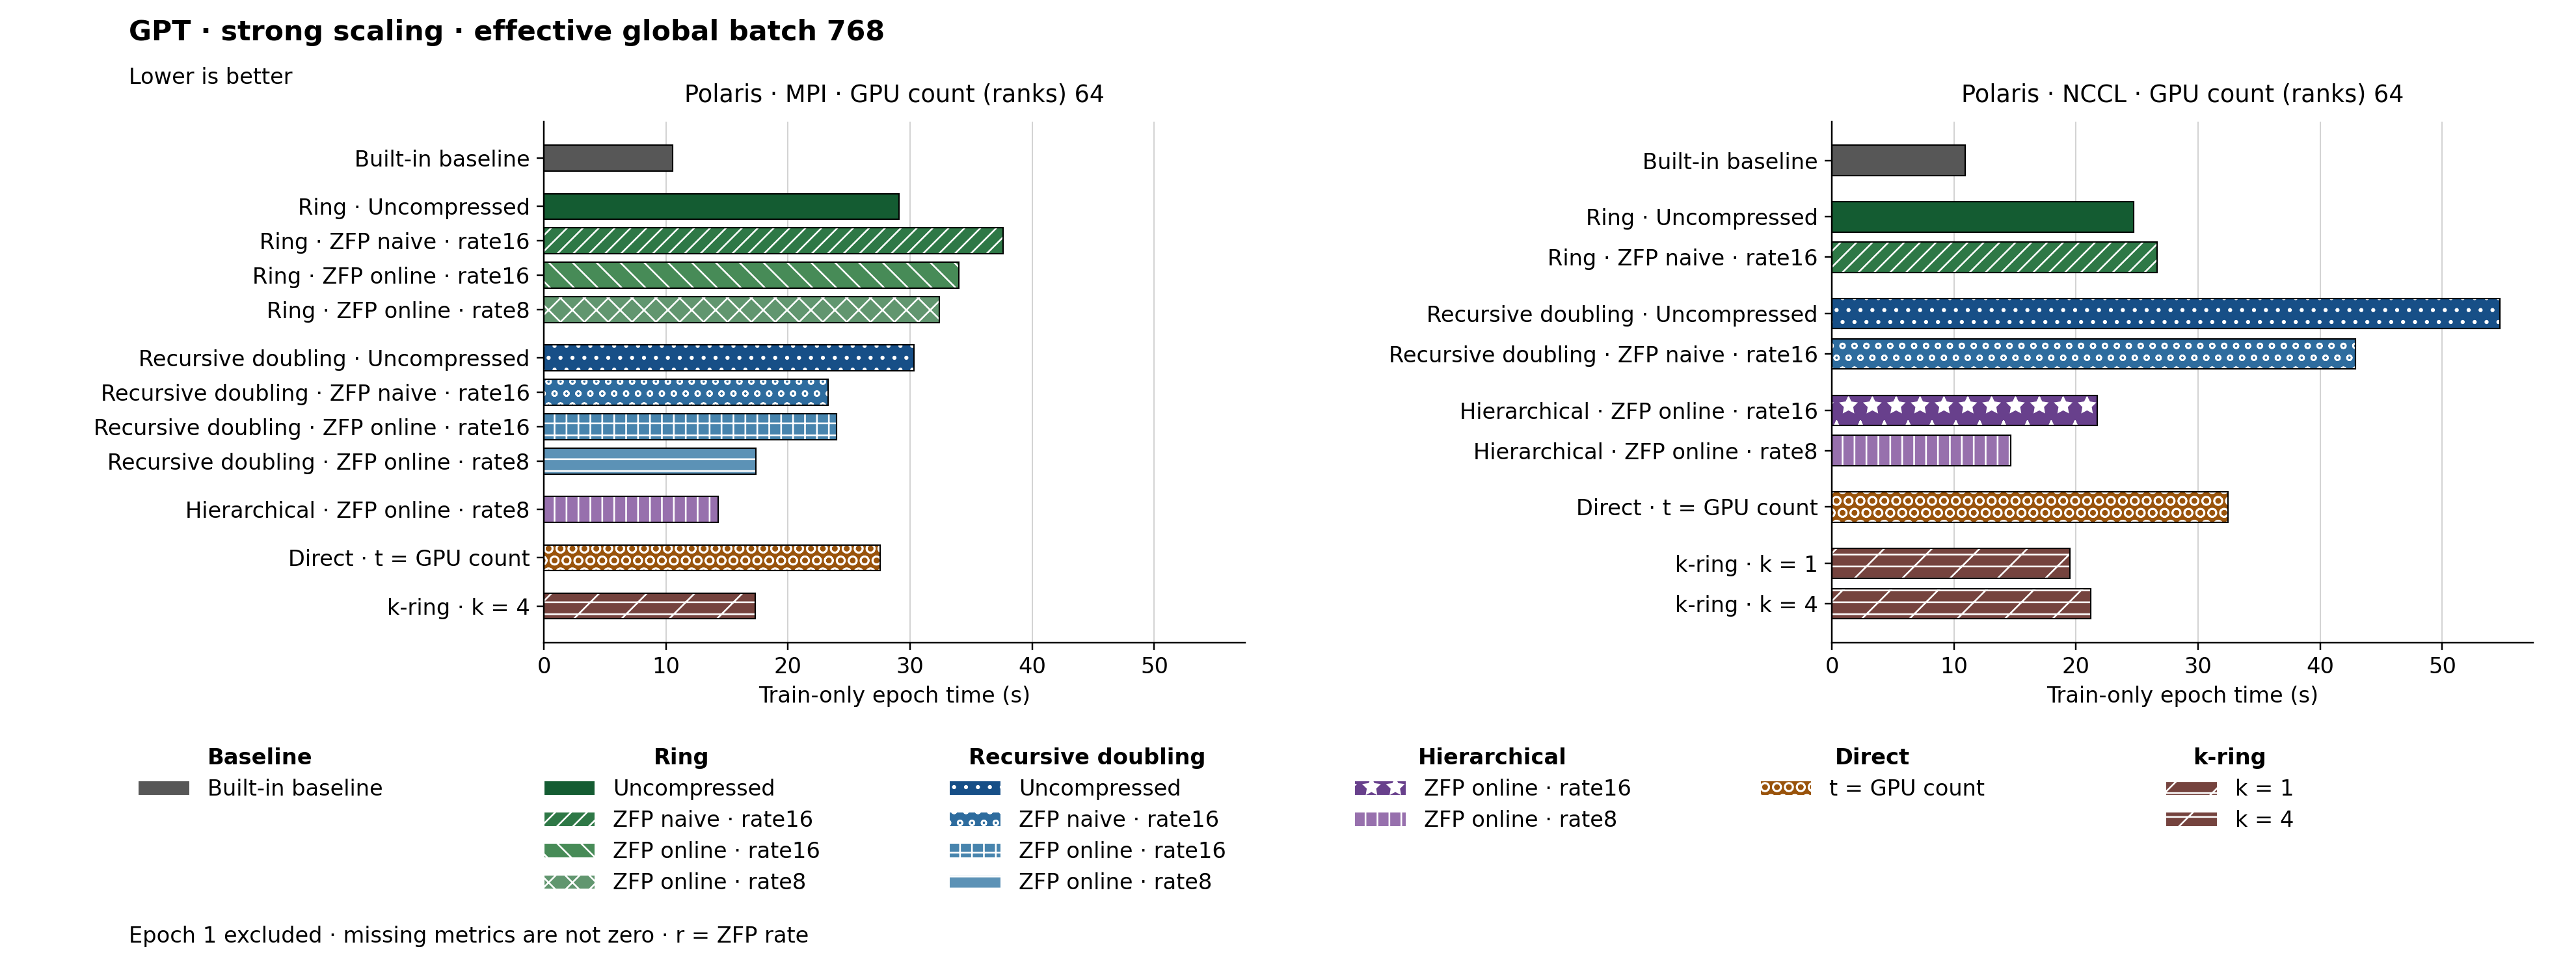 GPT · strong scaling · effective global batch 768
Lower is better
Polaris · MPI · GPU count (ranks) 64
Built-in baseline
Ring · Uncompressed
Ring · ZFP naive · rate16
Ring · ZFP online · rate16
Ring · ZFP online · rate8
Recursive doubling · Uncompressed
Recursive doubling · ZFP naive · rate16
Recursive doubling · ZFP online · rate16
Recursive doubling · ZFP online · rate8
Hierarchical · ZFP online · rate8
Direct · t = GPU count
k-ring · k = 4
0 10 20 30 40 50
Train-only epoch time (s)
Polaris · NCCL · GPU count (ranks) 64
Built-in baseline
Ring · Uncompressed
Ring · ZFP naive · rate16
Recursive doubling · Uncompressed
Recursive doubling · ZFP naive · rate16
Hierarchical · ZFP online · rate16
Hierarchical · ZFP online · rate8
Direct · t = GPU count
k-ring · k = 1
k-ring · k = 4
0 10 20 30 40 50
Train-only epoch time (s)
Baseline
Built-in baseline
Ring
Uncompressed
ZFP naive · rate16
ZFP online · rate16
ZFP online · rate8
Recursive doubling
Uncompressed
ZFP naive · rate16
ZFP online · rate16
ZFP online · rate8
Hierarchical
ZFP online · rate16
ZFP online · rate8
Direct
t = GPU count
k-ring
k = 1
k = 4
Epoch 1 excluded · missing metrics are not zero · r = ZFP rate